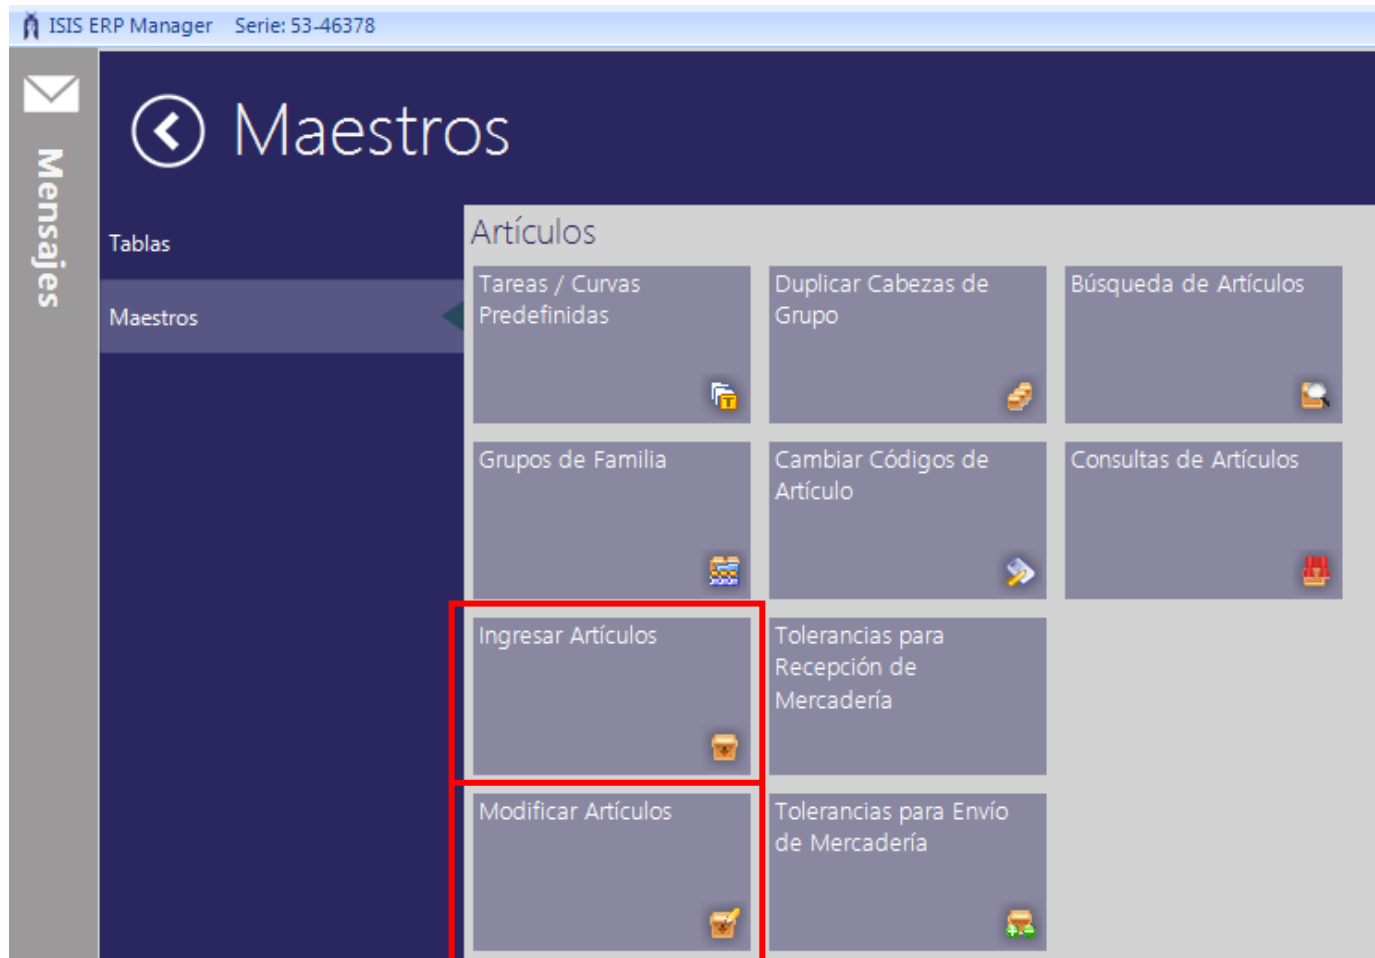 ISIS ERP Manager Serie: 53-46378
Mensajes
Maestros
Tablas
Maestros
Artículos
Tareas / Curvas
Predefinidas
Duplicar Cabezas de
Grupo
Búsqueda de Artículos
Grupos de Familia
Cambiar Códigos de
Artículo
Consultas de Artículos
Ingresar Artículos
Tolerancias para
Recepción de
Mercadería
Modificar Artículos
Tolerancias para Envío
de Mercadería